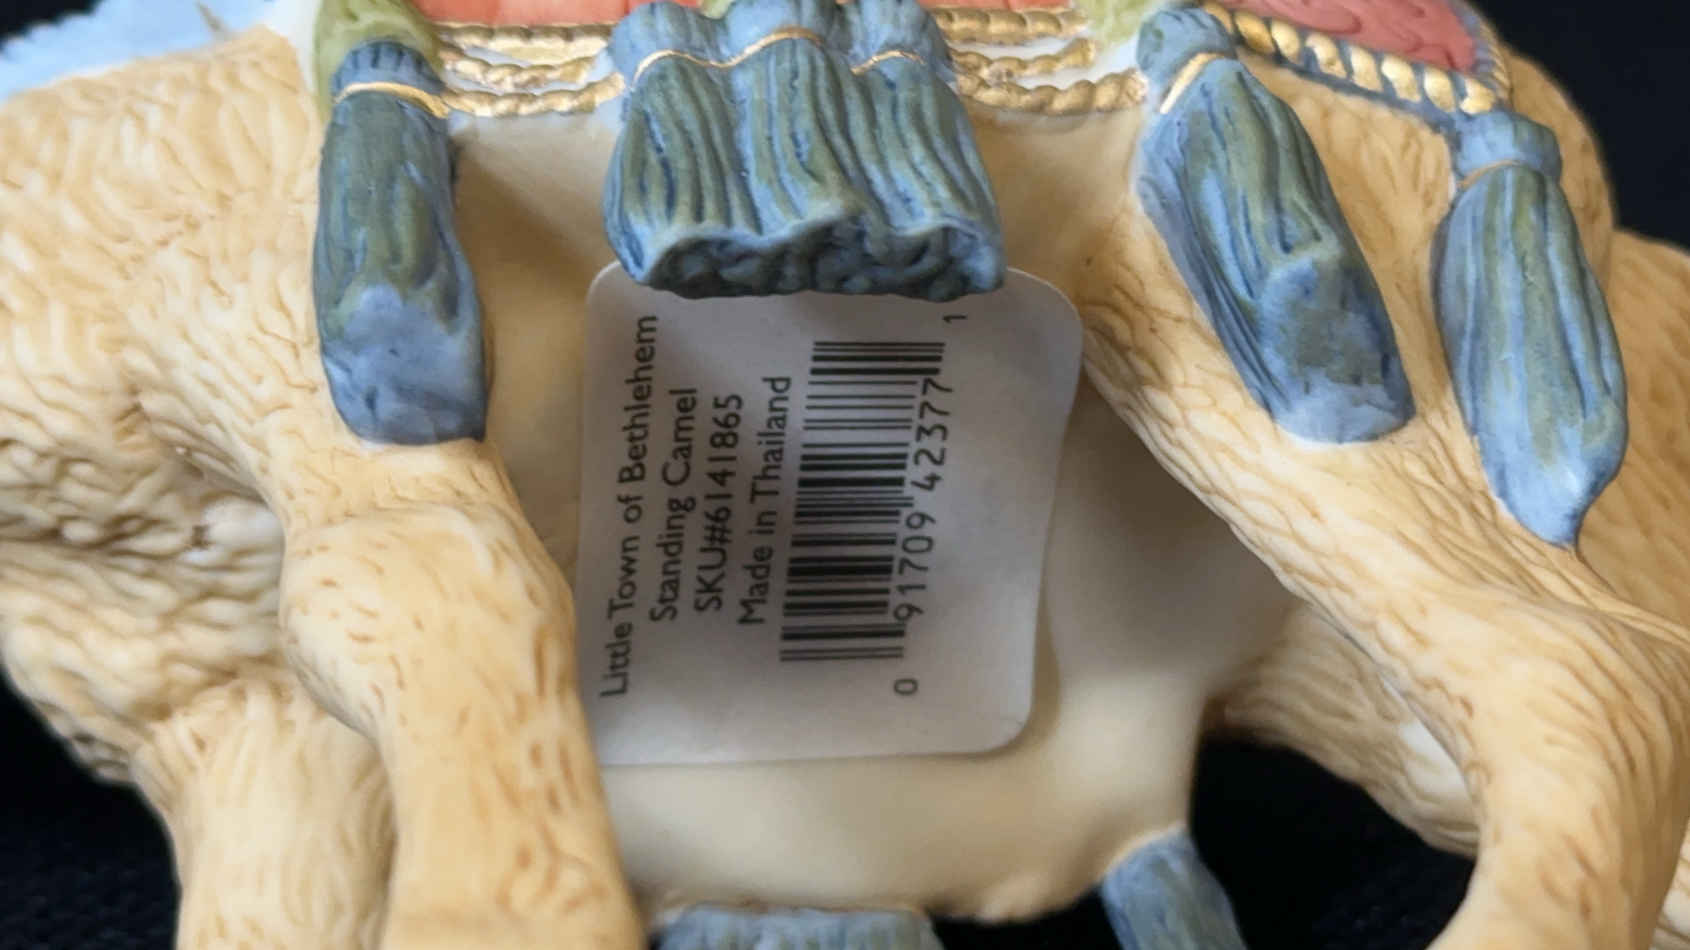 Little Town of Bethlehem
Standing Camel
SKU#6141865
Made in Thailand
0 91709 42377 1